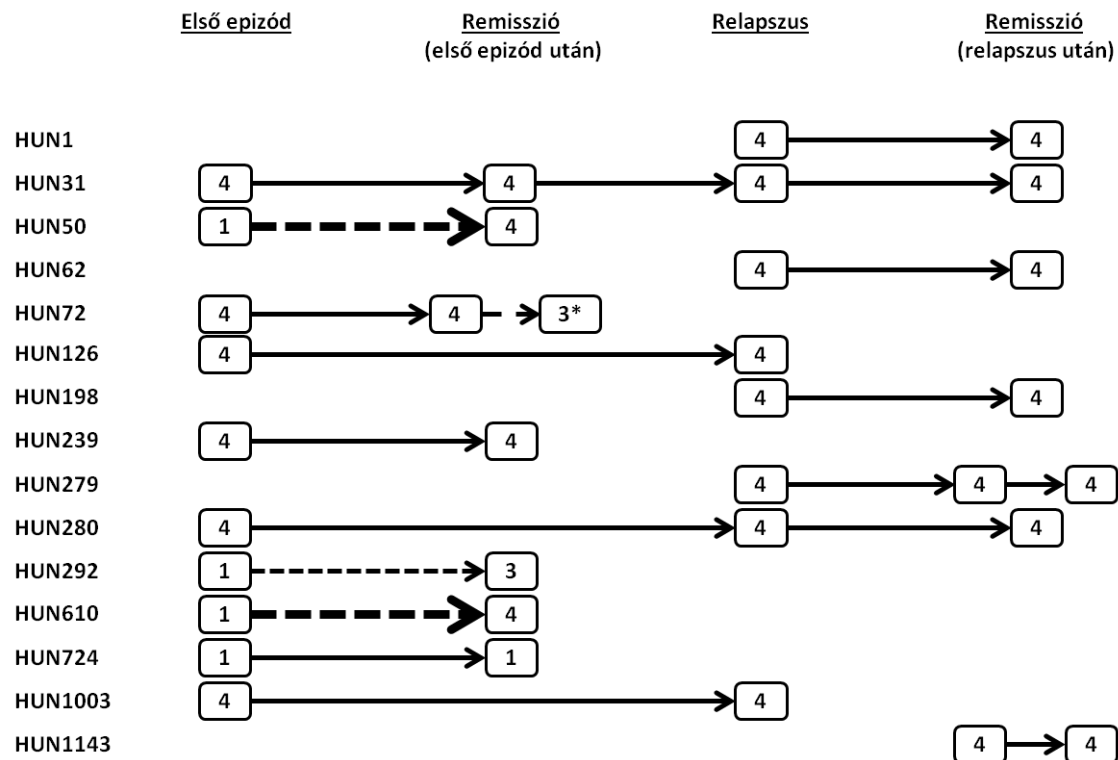 Első epizód Remisszió Relapszus Remisszió
(első epizód után) (relapszus után)
HUN1 4 4
HUN31 4 4 4 4
HUN50 1 4
HUN62 4 4
HUN72 4 4 3*
HUN126 4 4
HUN198 4 4
HUN239 4 4
HUN279 4 4 4
HUN280 4 4 4
HUN292 1 3
HUN610 1 4
HUN724 1 1
HUN1003 4 4
HUN1143 4 4